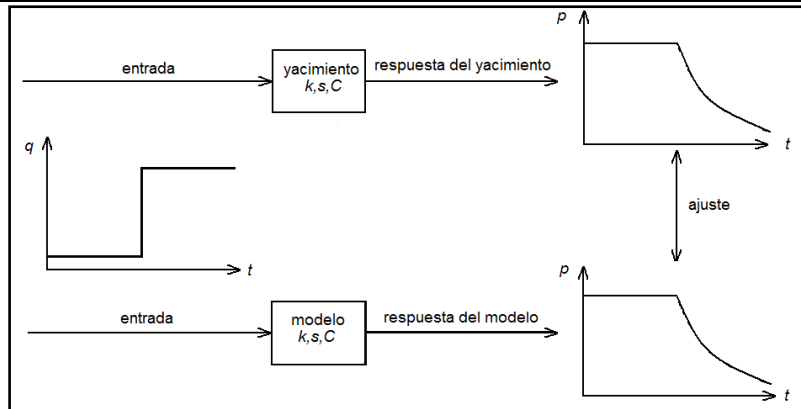 p
entrada
yacimiento
k,s,C
respuesta del yacimiento
t
q
t
ajuste
p
entrada
modelo
k,s,C
respuesta del modelo
t